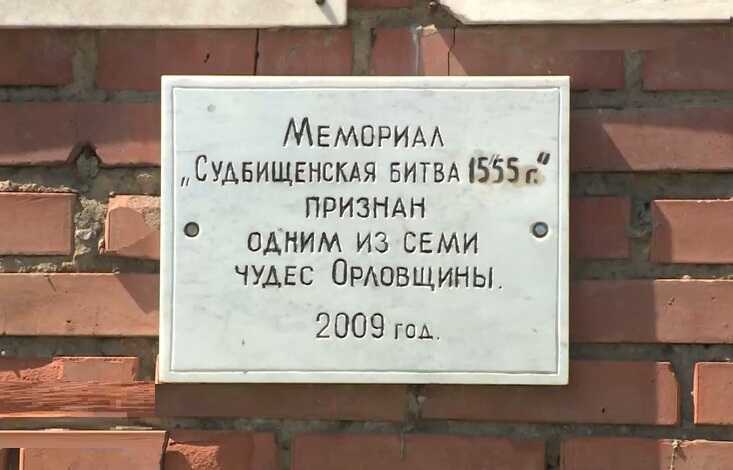 Мемориал
„Судбищенская битва 1555 г."
признан
одним из семи
чудес Орловщины.
2009 год.